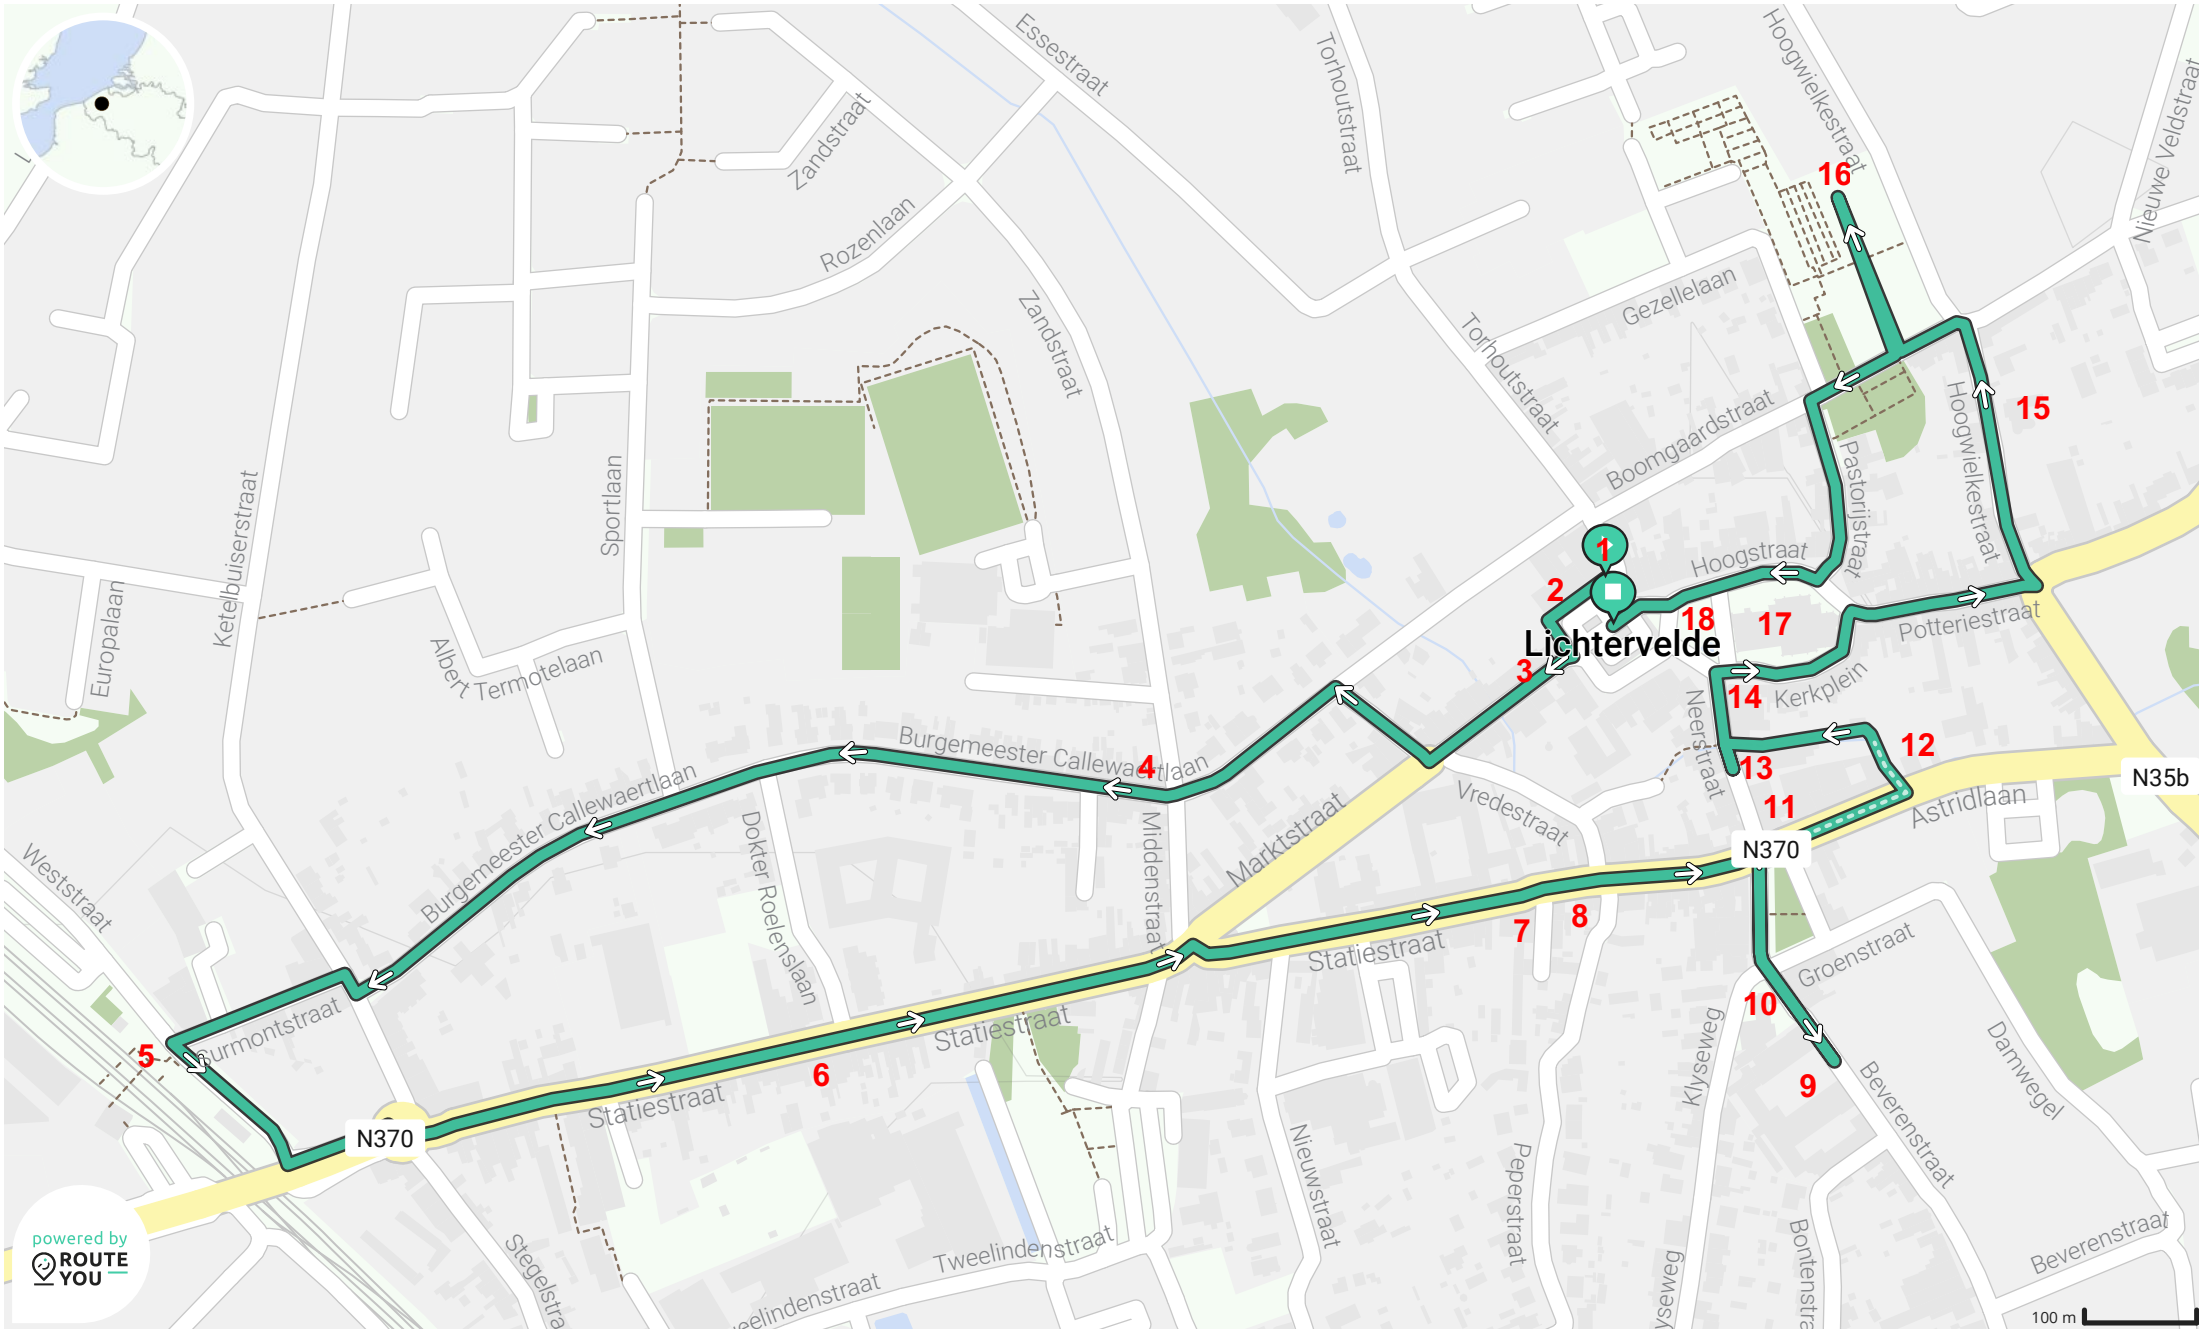 Essestraat
Torhoutstraat
Hoogwielkestraat
Nieuwe Veldstraat
Zandstraat
16
Rozenlaan
Zandstraat
Gezellelaan
Torhoutstraat
Hoogwielkestraat
15
Boomgaardstraat
Pastorijstraat
Ketelbuiserstraat
Sportlaan
1
Hoogstraat
2
Europalaan
Albert Termotelaan
18
17
Potteriestraat
Lichtervelde
3
14
Kerkplein
Neerstraat
Burgemeester Callewaertlaan
4
12
13
N35b
Burgemeester Callewaertlaan
11
Astridlaan
Vredestraat
Marktstraat
Dokter Roelenslaan
Middenstraat
N370
Weststraat
8
7
Statiestraat
Groenstraat
10
Klyseweg
Surmontstraat
5
Statiestraat
6
9
Damwegel
Beverenstraat
Statiestraat
N370
Nieuwstraat
Peperstraat
Tweelindenstraat
Beverenstraat
powered by
ROUTE
YOU
Stegelstra
eelindenstraat
yseweg
Bontenstra
100 m